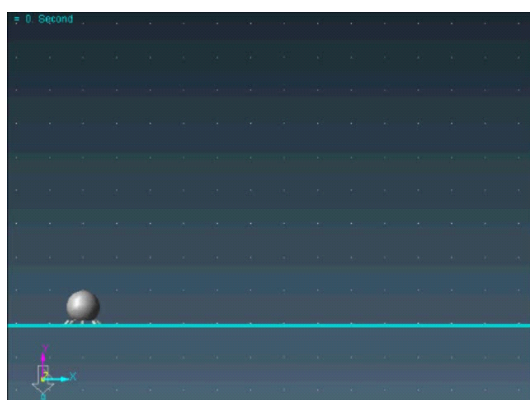 = 0. Second
Y
X